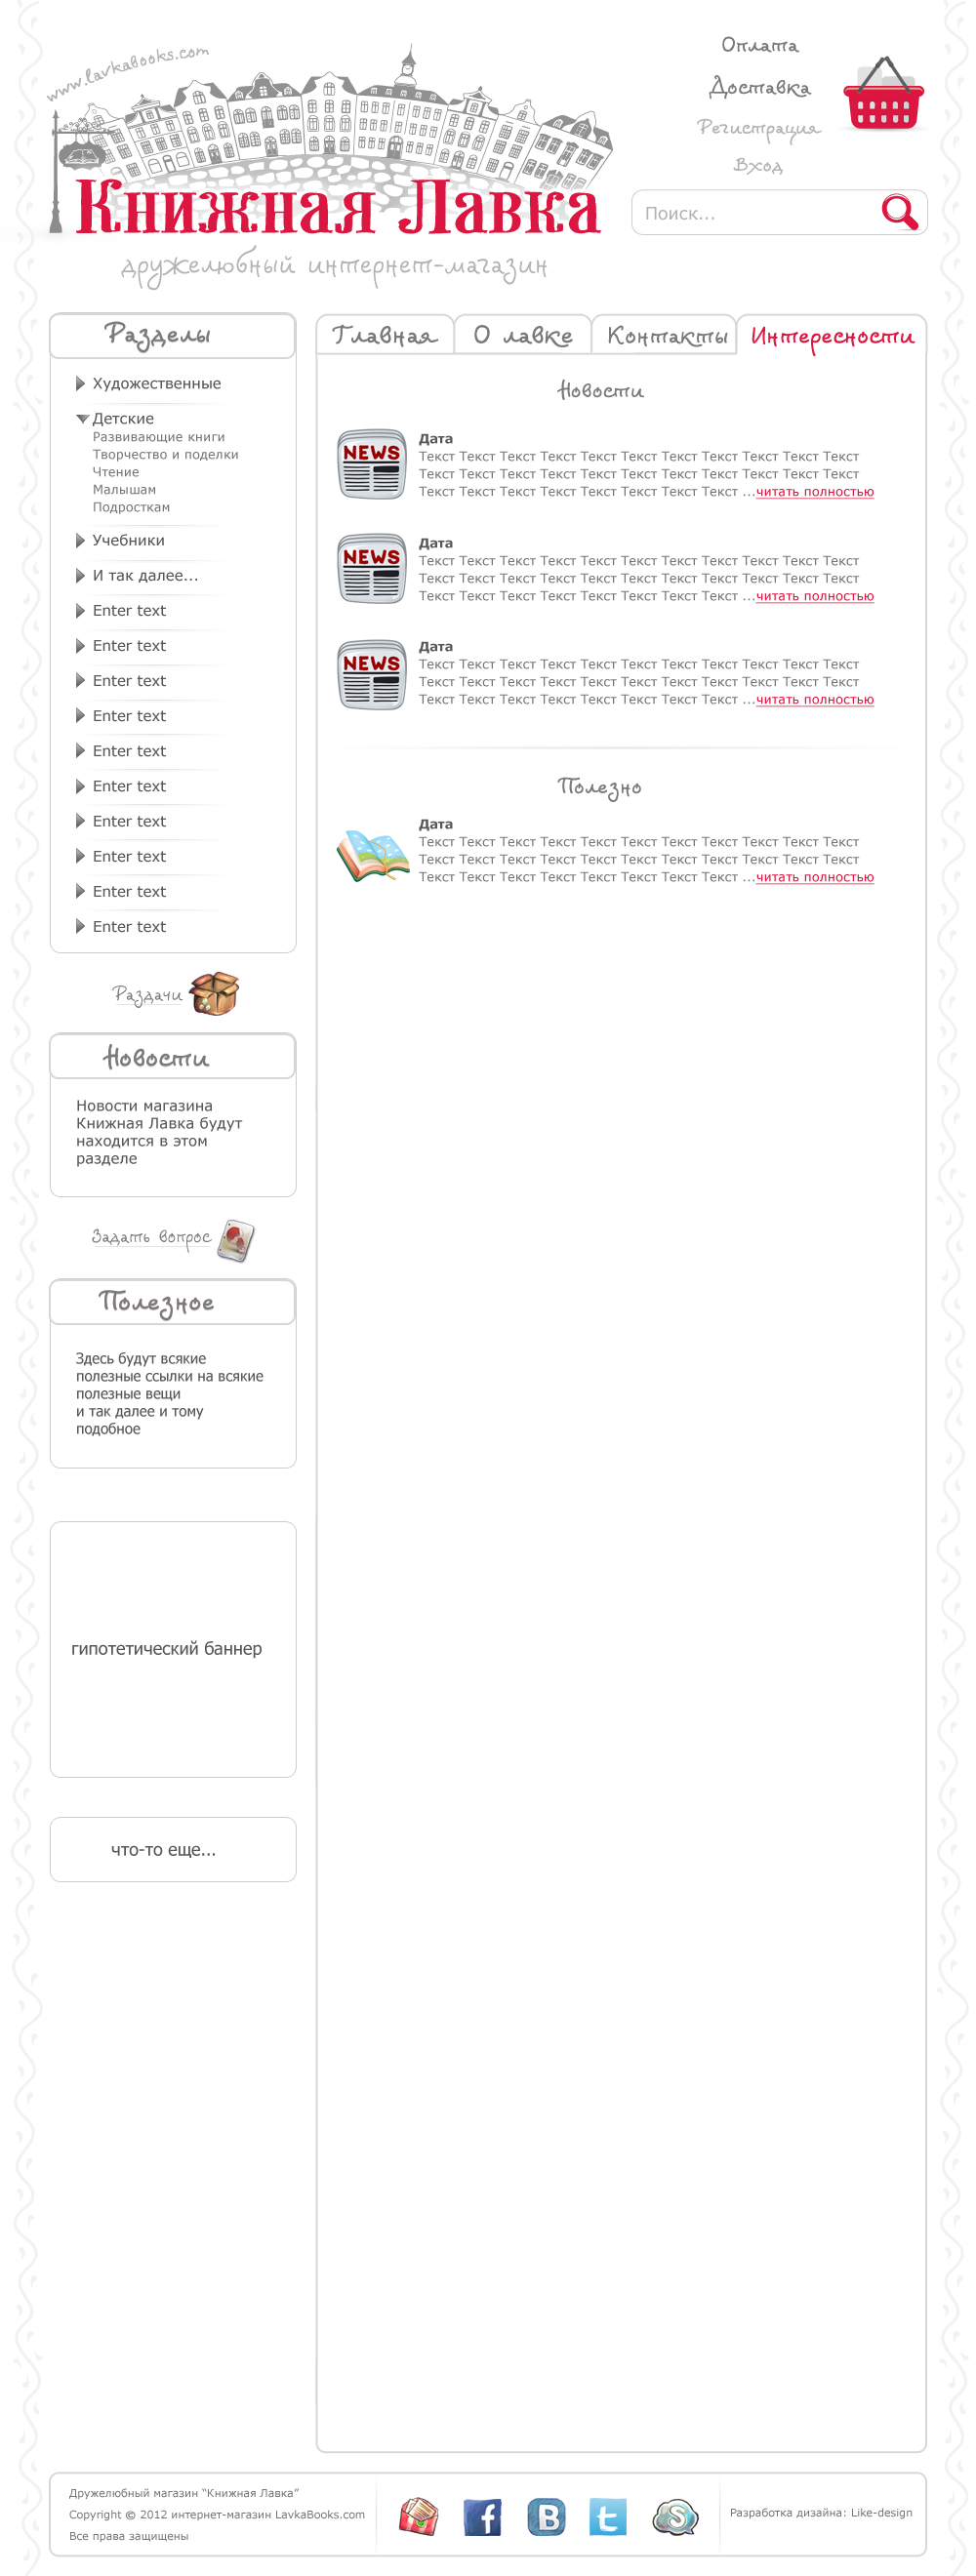 www.lavkabooks.com
Книжная Лавка
дружелюбный интернет-магазин
Оплата
Доставка
Регистрация
Вход
Поиск...
Разделы
Художественные
Детские
Развивающие книги
Творчество и поделки
Чтение
Малышам
Подросткам
Учебники
И так далее...
Enter text
Enter text
Enter text
Enter text
Enter text
Enter text
Enter text
Enter text
Enter text
Enter text
Раздачи
Новости
Новости магазина
Книжная Лавка будут
находится в этом
разделе
Задать вопрос
Полезное
Здесь будут всякие
полезные ссылки на всякие
полезные вещи
и так далее и тому
подобное
гипотетический баннер
что-то еще...
Главная
О лавке
Контакты
Интересности
Новости
NEWS
Дата
Текст Текст Текст Текст Текст Текст Текст Текст Текст Текст Текст
Текст Текст Текст Текст Текст Текст Текст Текст Текст Текст Текст
Текст Текст Текст Текст Текст Текст Текст Текст ...читать полностью
NEWS
Дата
Текст Текст Текст Текст Текст Текст Текст Текст Текст Текст Текст
Текст Текст Текст Текст Текст Текст Текст Текст Текст Текст Текст
Текст Текст Текст Текст Текст Текст Текст Текст ...читать полностью
NEWS
Дата
Текст Текст Текст Текст Текст Текст Текст Текст Текст Текст Текст
Текст Текст Текст Текст Текст Текст Текст Текст Текст Текст Текст
Текст Текст Текст Текст Текст Текст Текст Текст ...читать полностью
Полезно
Дата
Текст Текст Текст Текст Текст Текст Текст Текст Текст Текст Текст
Текст Текст Текст Текст Текст Текст Текст Текст Текст Текст Текст
Текст Текст Текст Текст Текст Текст Текст Текст ...читать полностью
Дружелюбный магазин “Книжная Лавка”
Copyright © 2012 интернет-магазин LavkaBooks.com
Все права защищены
f
B
t
S
Разработка дизайна: Like-design